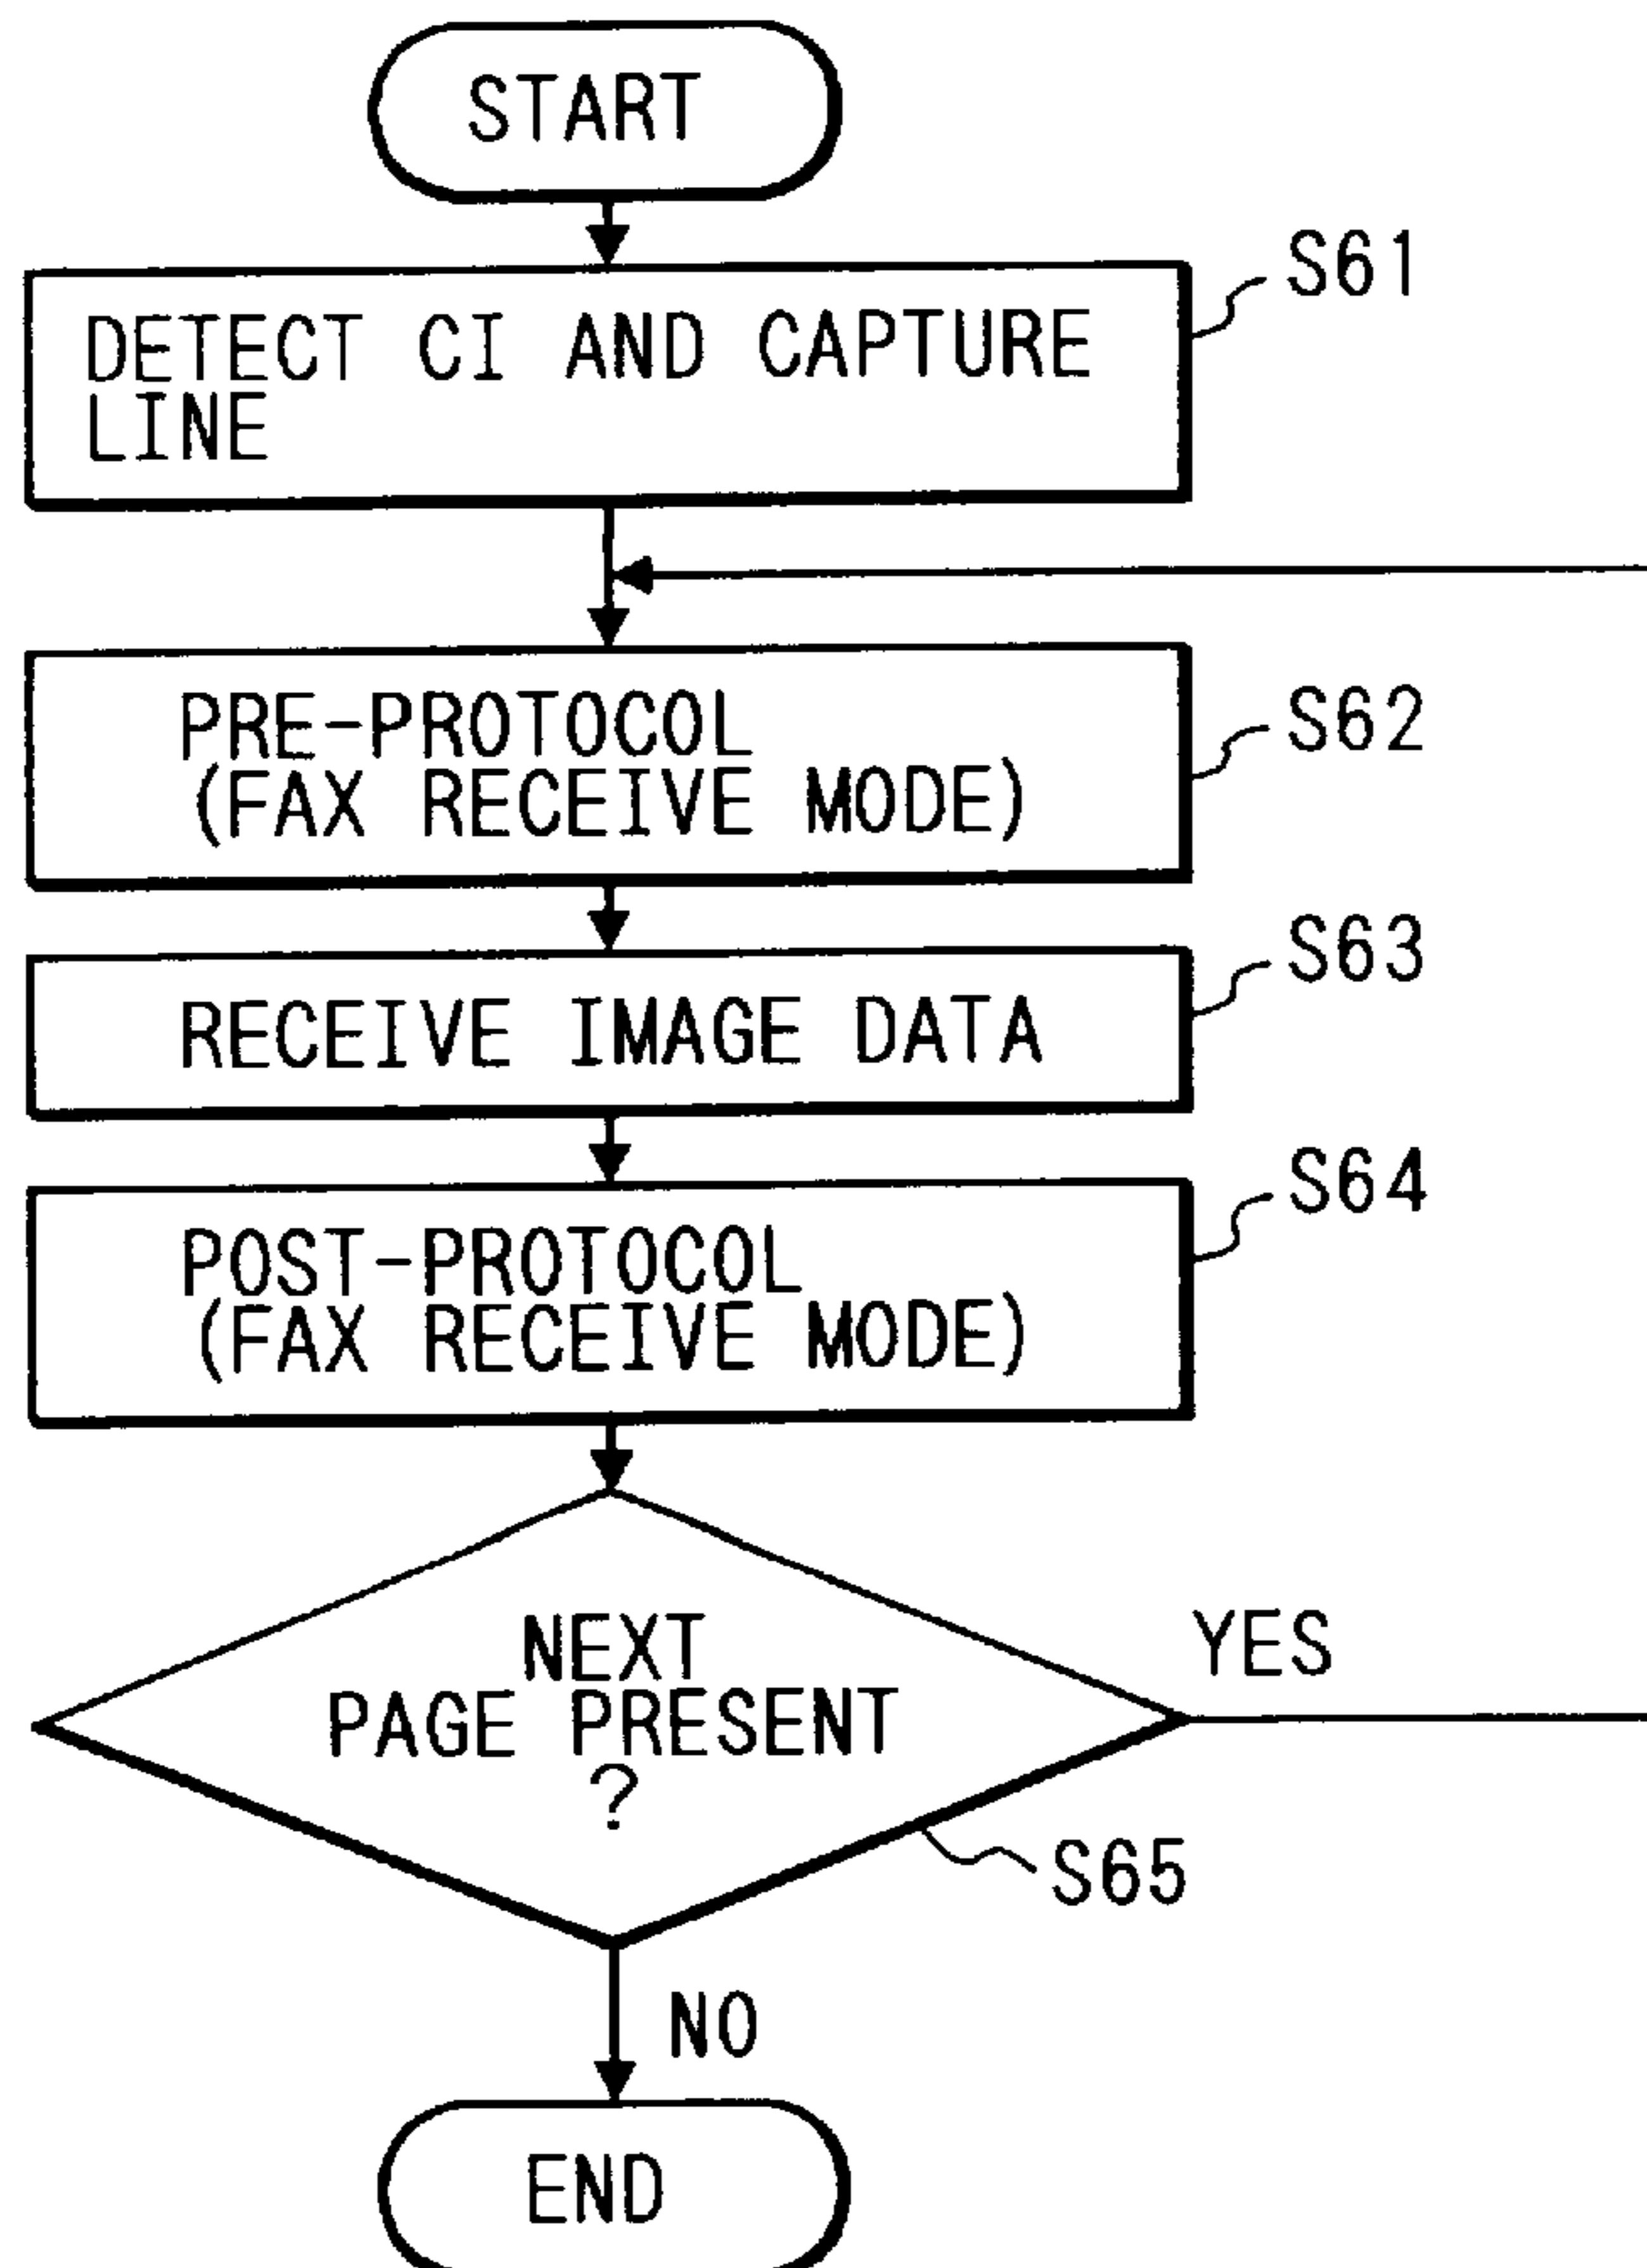 START
S61
DETECT CI AND CAPTURE
LINE
PRE-PROTOCOL
S62
(FAX RECEIVE MODE)
S63
RECEIVE IMAGE DATA
S64
POST-PROTOCOL
(FAX RECEIVE MODE)
NEXT
YES
PAGE PRESENT
?
S65
NO
END